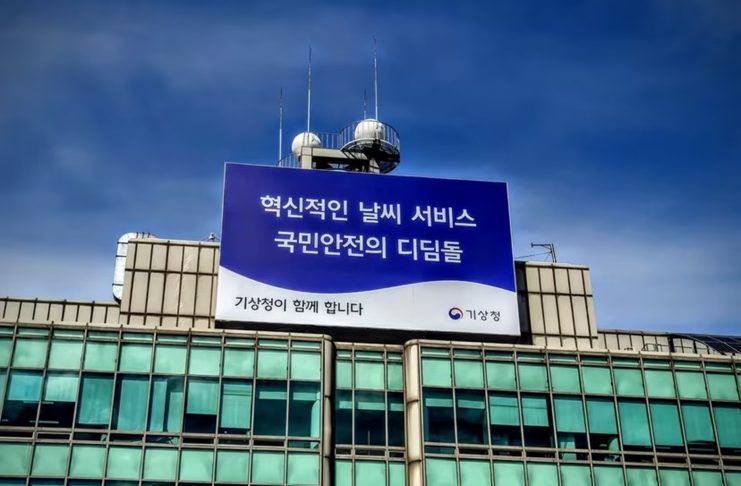 혁신적인 날씨 서비스
국민안전의 디딤돌
기상청이 함께 합니다
기상청